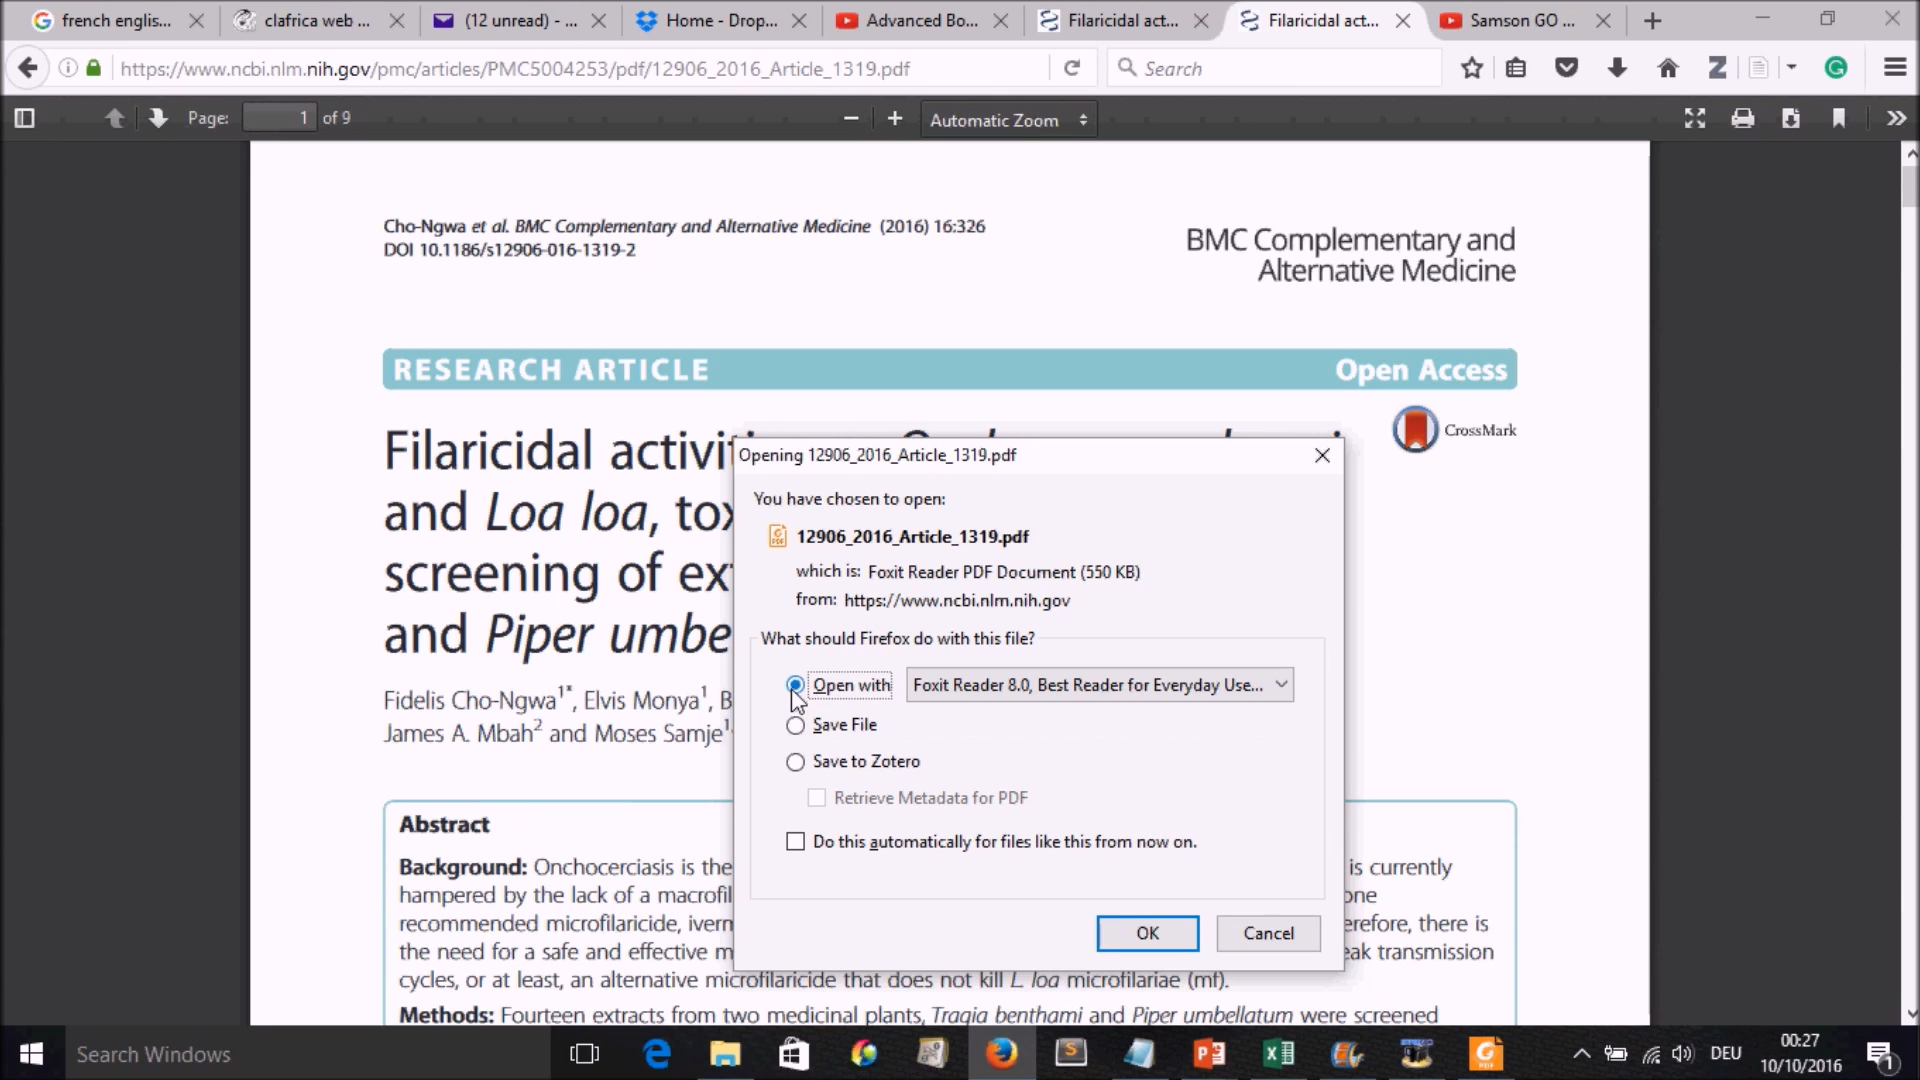 french englis...
clafrica web ...
(12 unread) - ...
Home - Drop...
Advanced Bo...
Filaricidal act...
Filaricidal act...
Samson GO ...
https://www.ncbi.nlm.nih.gov/pmc/articles/PMC5004253/pdf/12906_2016_Article_1319.pdf
Search
Page: 1 of 9
Automatic Zoom
Cho-Ngwa et al. BMC Complementary and Alternative Medicine (2016) 16:326
DOI 10.1186/s12906-016-1319-2
BMC Complementary and
Alternative Medicine
RESEARCH ARTICLE
Open Access
CrossMark
Filaricidal activi
and Loa loa, tox
screening of ex
and Piper umbe
Fidelis Cho-Ngwa1*, Elvis Monya1, B
James A. Mbah2 and Moses Samje1,
Abstract
Background: Onchocerciasis is the is currently
hampered by the lack of a macrofil one
recommended microfilaricide, iverm erefore, there is
the need for a safe and effective m eak transmission
cycles, or at least, an alternative microfilaricide that does not kill L. loa microfilariae (mf).
Methods: Fourteen extracts from two medicinal plants, Tragia benthami and Piper umbellatum were screened
Opening 12906_2016_Article_1319.pdf
You have chosen to open:
12906_2016_Article_1319.pdf
which is: Foxit Reader PDF Document (550 KB)
from: https://www.ncbi.nlm.nih.gov
What should Firefox do with this file?
Open with
Foxit Reader 8.0, Best Reader for Everyday Use...
Save File
Save to Zotero
Retrieve Metadata for PDF
Do this automatically for files like this from now on.
OK
Cancel
Search Windows
DEU
00:27
10/10/2016
1